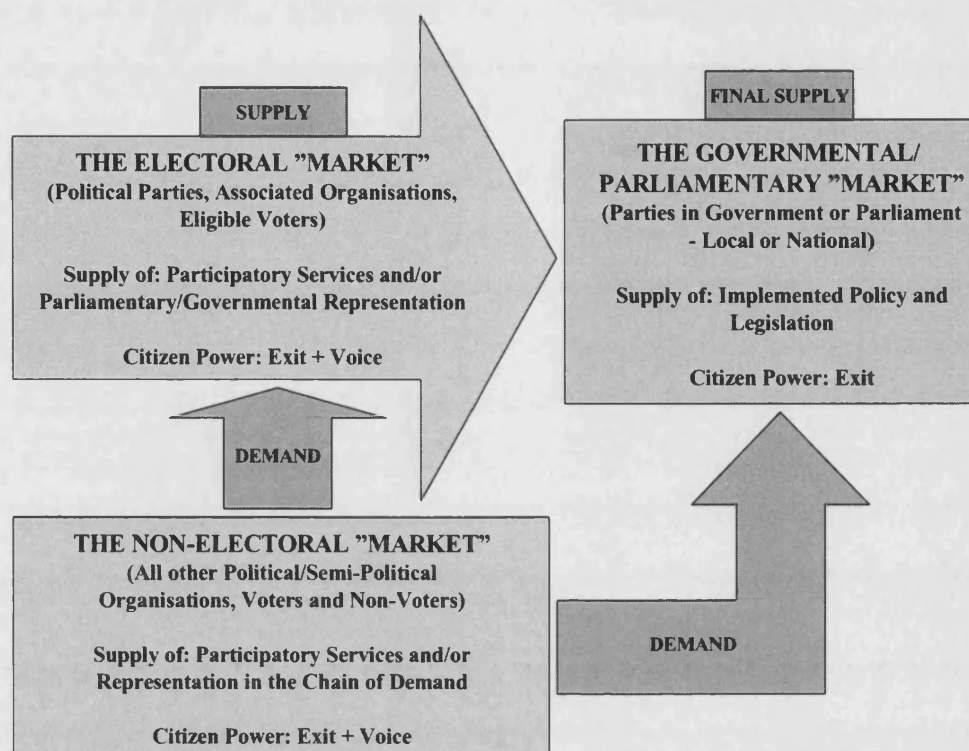 SUPPLY
THE ELECTORAL ”MARKET”
(Political Parties, Associated Organisations,
Eligible Voters)
Supply of: Participatory Services and/or
Parliamentary/Governmental Representation
Citizen Power: Exit + Voice
DEMAND
THE NON-ELECTORAL ”MARKET”
(All other Political/Semi-Political
Organisations, Voters and Non-Voters)
Supply of: Participatory Services and/or
Representation in the Chain of Demand
Citizen Power: Exit + Voice
FINAL SUPPLY
THE GOVERNMENTAL/
PARLIAMENTARY ”MARKET”
(Parties in Government or Parliament
- Local or National)
Supply of: Implemented Policy and
Legislation
Citizen Power: Exit
DEMAND